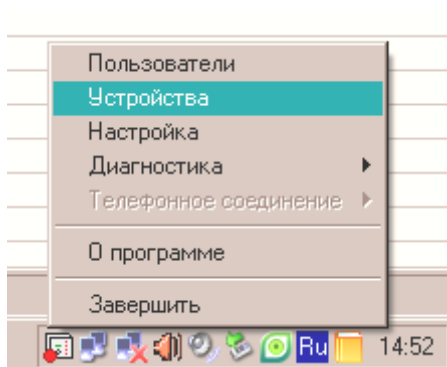 Пользователи
Устройства
Настройка
Диагностика
Телефонное соединение
О программе
Завершить
Ru 14:52